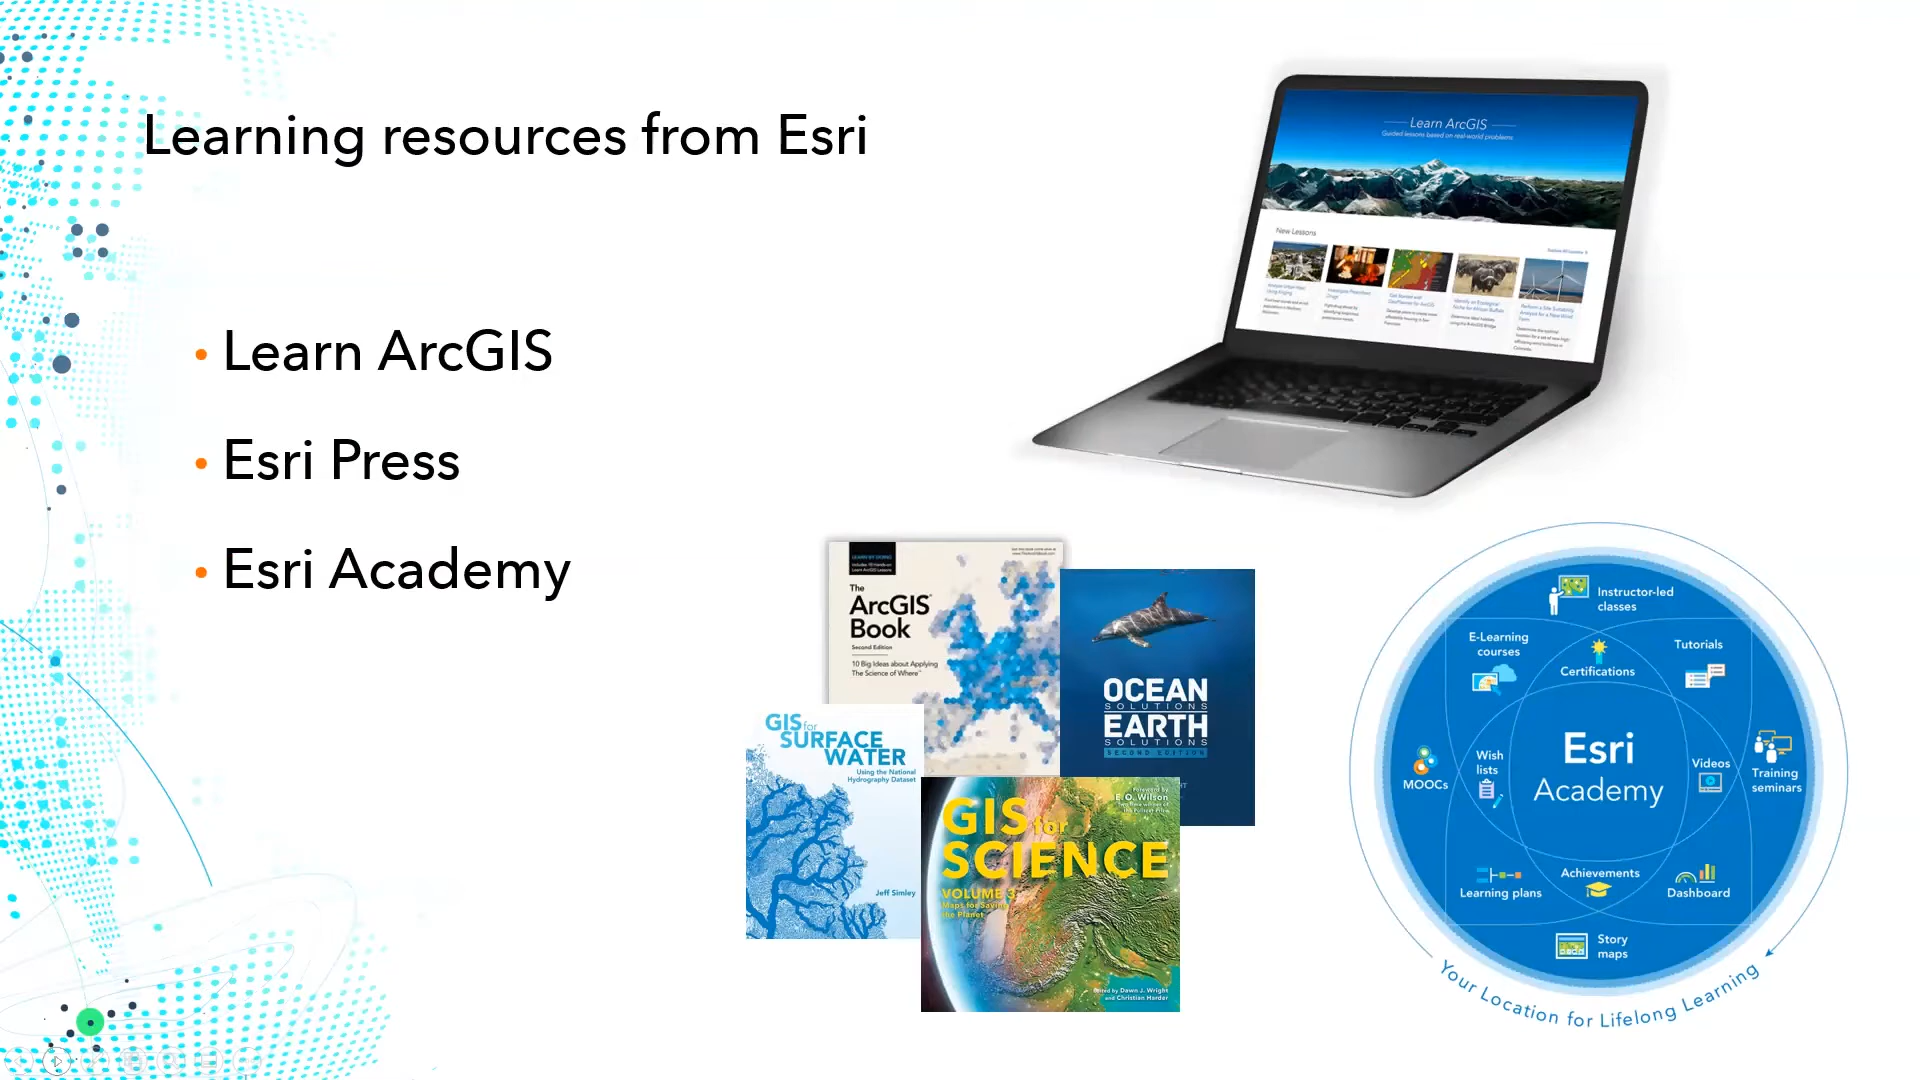 Learning resources from Esri
• Learn ArcGIS
• Esri Press
• Esri Academy
Learn ArcGIS
Guided lessons based on real-world problems
New Lessons
LEARN BY DOING
The
ArcGIS®
Book
Second Edition
10 Big Ideas about Applying
The Science of Where™
OCEAN
SOLUTIONS
EARTH
SOLUTIONS
SECOND EDITION
GIS for
SURFACE
WATER
Using the National
Hydrography Dataset
Jeff Simley
Foreword by
E. O. Wilson
GIS for
SCIENCE
VOLUME 3
Maps for Saving
the Planet
Edited by Dawn J. Wright
and Christian Harder
Instructor-led
classes
E-Learning
courses
Certifications
Tutorials
MOOCs
Wish
lists
Esri
Academy
Videos
Training
seminars
Learning plans
Achievements
Dashboard
Story
maps
Your Location for Lifelong Learning